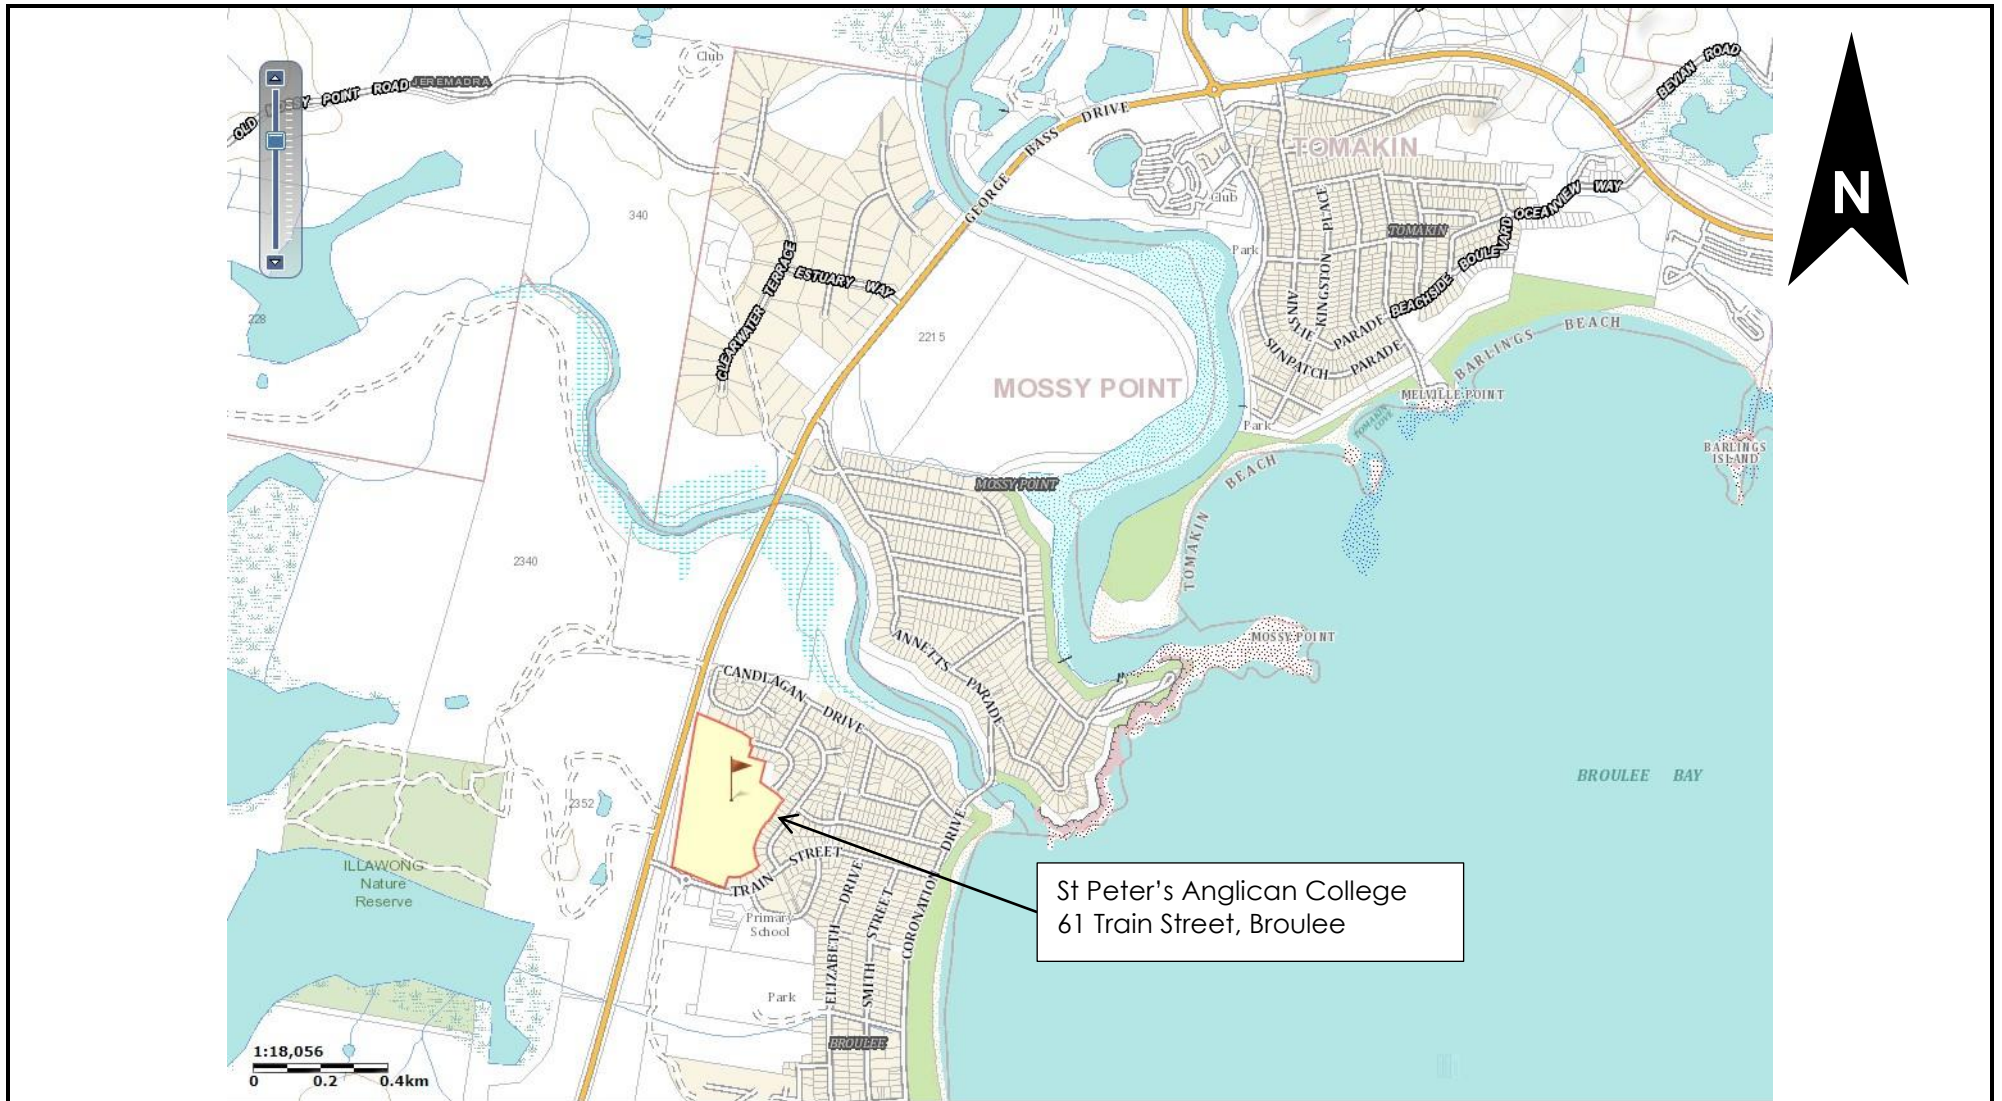 Club
OLD MOSSY POINT ROAD
JEREMADRA
BEVIAN ROAD
N
GEORGE BASS DRIVE
TOMAKIN
Club
340
KINGSTON PLACE
TOMAKIN
OCEANVIEW WAY
Park
CLEARWATER TERRACE
ESTUARY WAY
BEACHSIDE BOULEVARD
228
AINSLIE PARADE
2215
SUNPATCH PARADE
BARLINGS BEACH
MOSSY POINT
MELVILLE POINT
TOMAKIN COVE
Park
BARLINGS
ISLAND
TOMAKIN BEACH
MOSSY POINT
2340
ANNETTS PARADE
MOSSY POINT
CANDLAGAN DRIVE
BROULEE BAY
2352
TRAIN STREET
ILLAWONG
Nature
Reserve
CORONATION DRIVE
St Peter’s Anglican College
61 Train Street, Broulee
Primary
School
ELIZABETH DRIVE
SMITH STREET
Park
BROULEE
1:18,056
0 0.2 0.4km